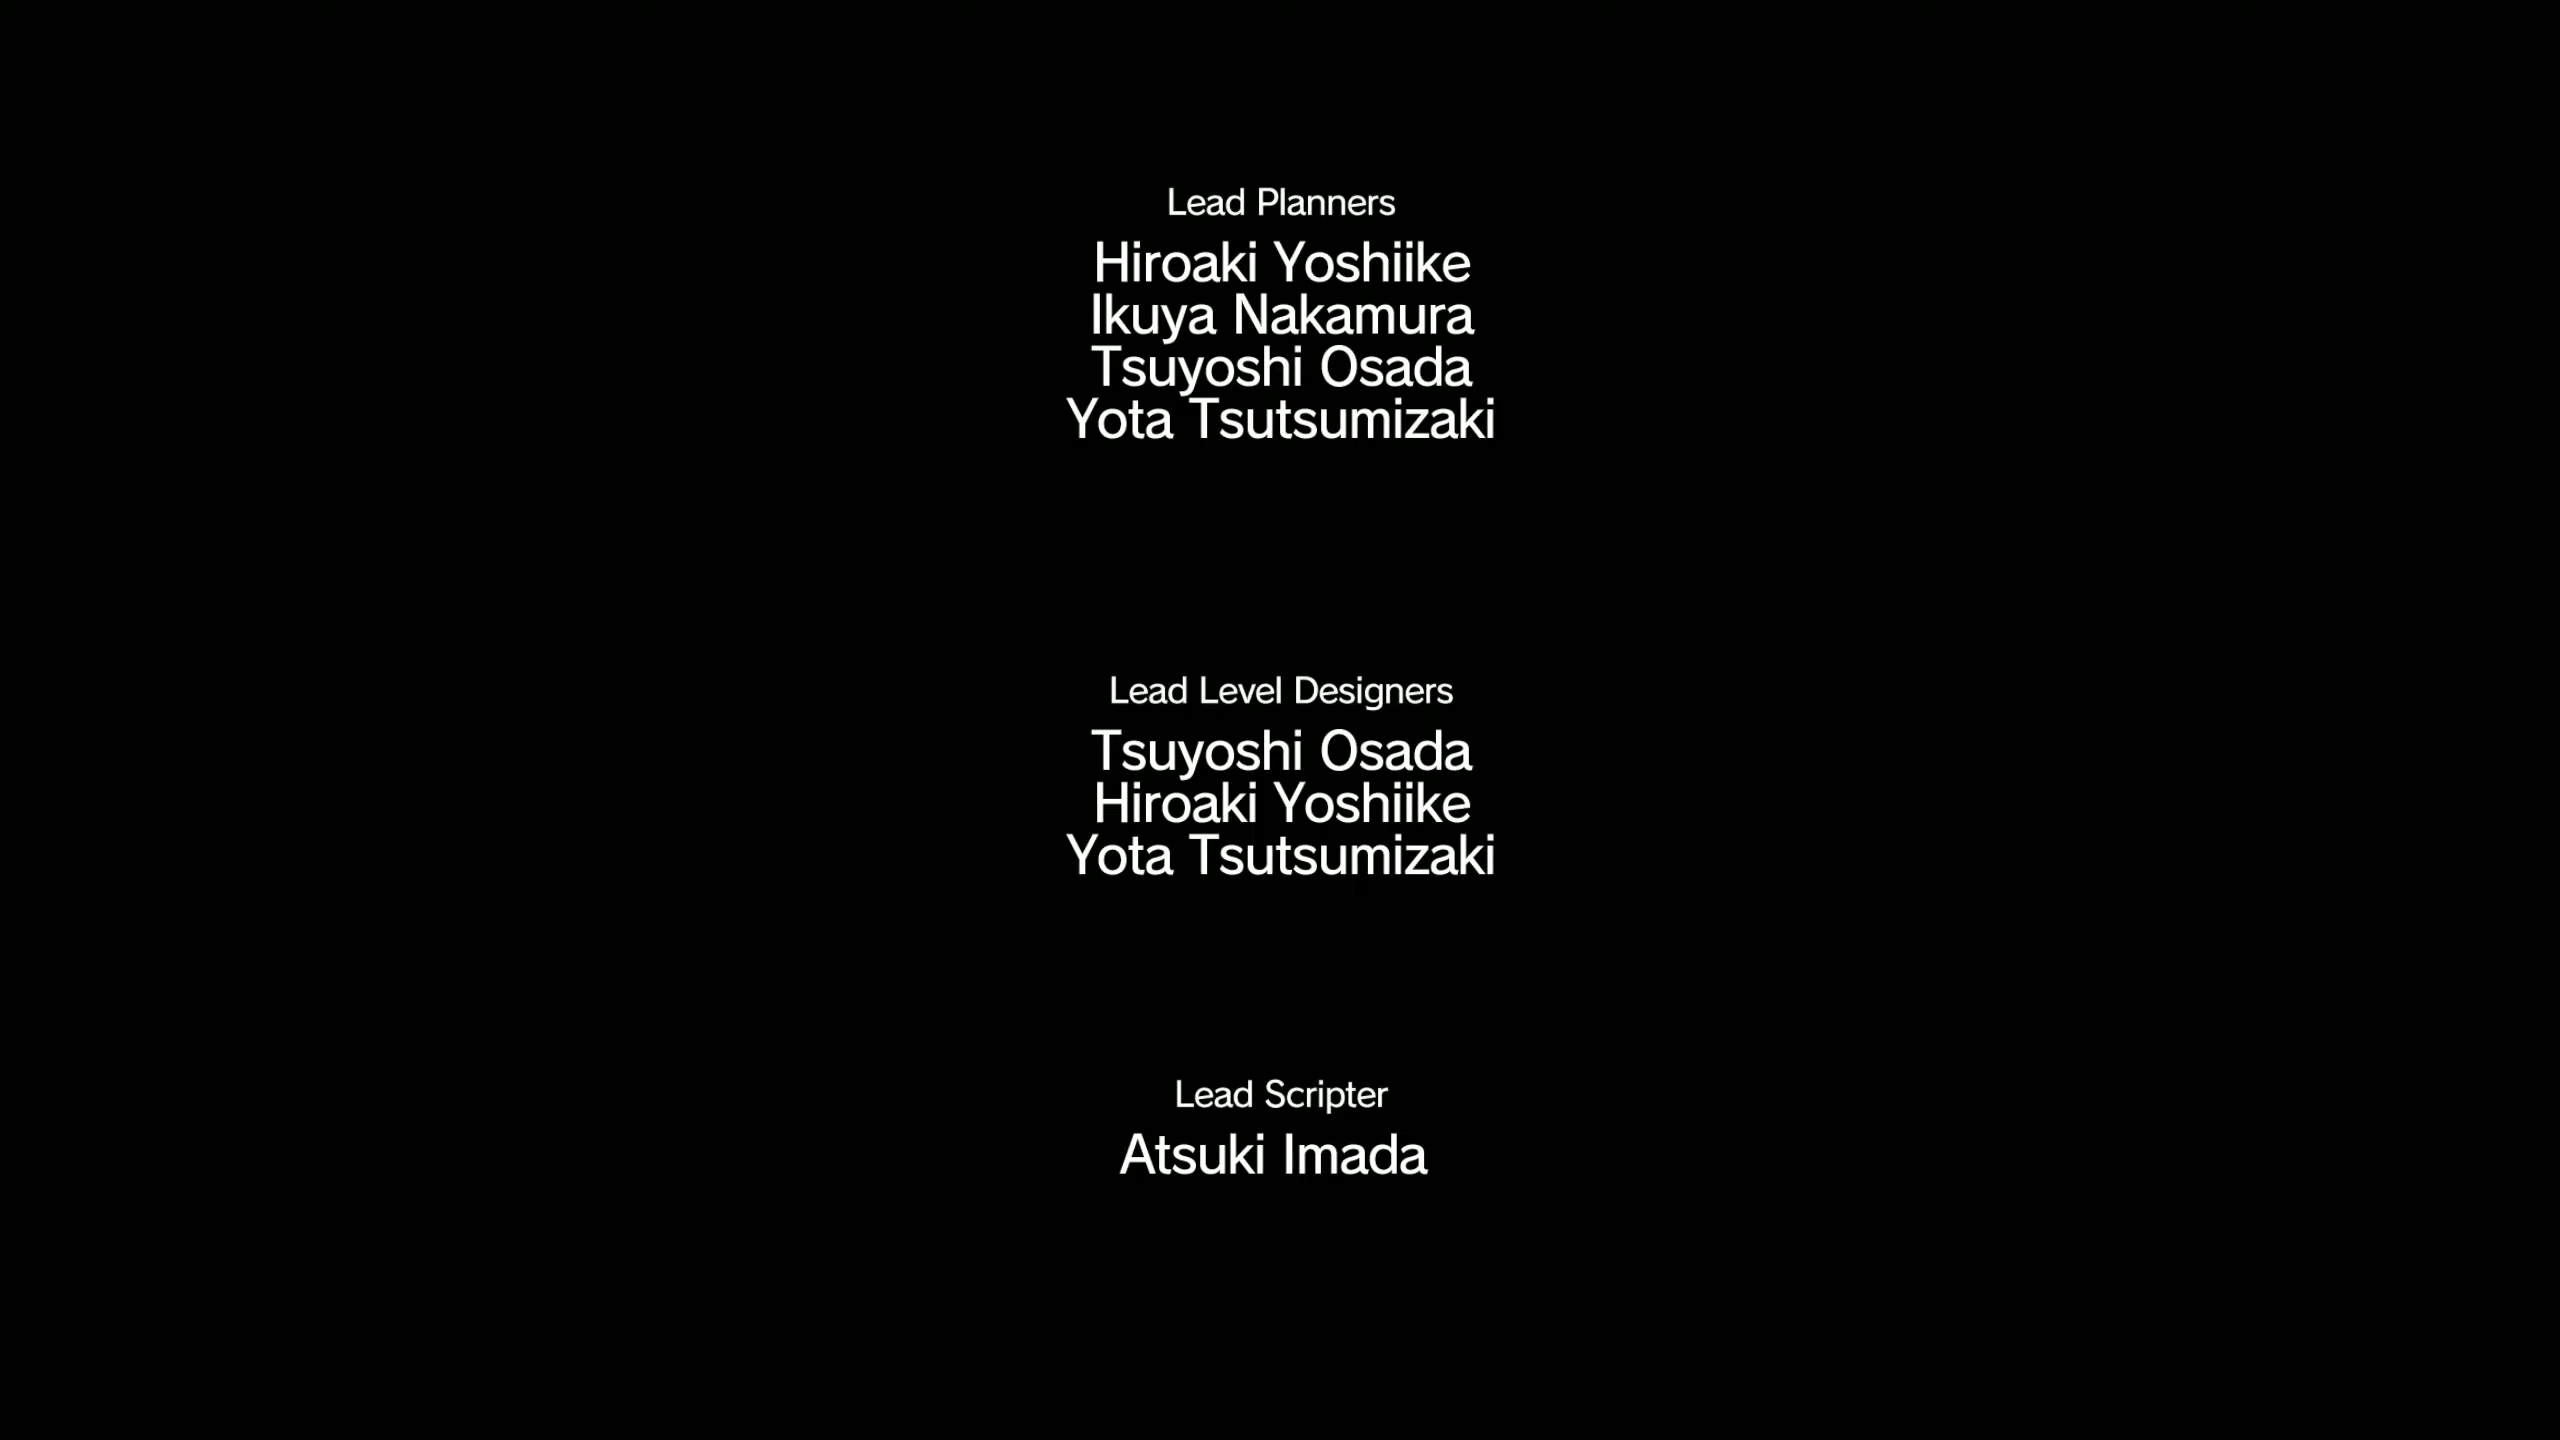 Lead Planners
Hiroaki Yoshiike
Ikuya Nakamura
Tsuyoshi Osada
Yota Tsutsumizaki
Lead Level Designers
Tsuyoshi Osada
Hiroaki Yoshiike
Yota Tsutsumizaki
Lead Scripter
Atsuki Imada